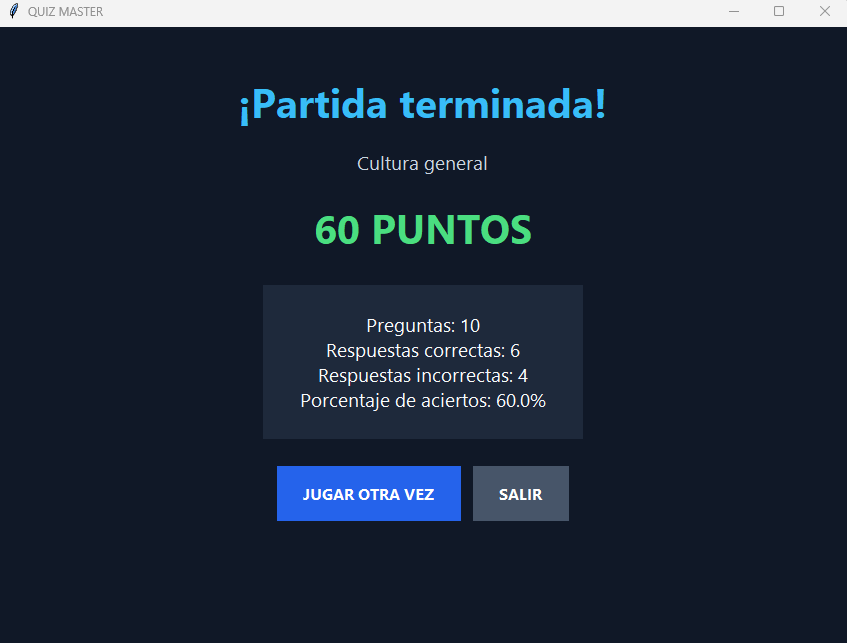 QUIZ MASTER
¡Partida terminada!
Cultura general
60 PUNTOS
Preguntas: 10
Respuestas correctas: 6
Respuestas incorrectas: 4
Porcentaje de aciertos: 60.0%
JUGAR OTRA VEZ
SALIR